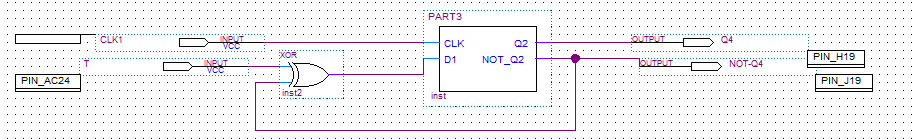 PART3
CLK1 INPUT VCC CLK Q2 OUTPUT Q4
T INPUT VCC XOR D1 NOT_Q2 OUTPUT NOT-Q4 PIN_H19
PIN_AC24 inst2 inst PIN_J19